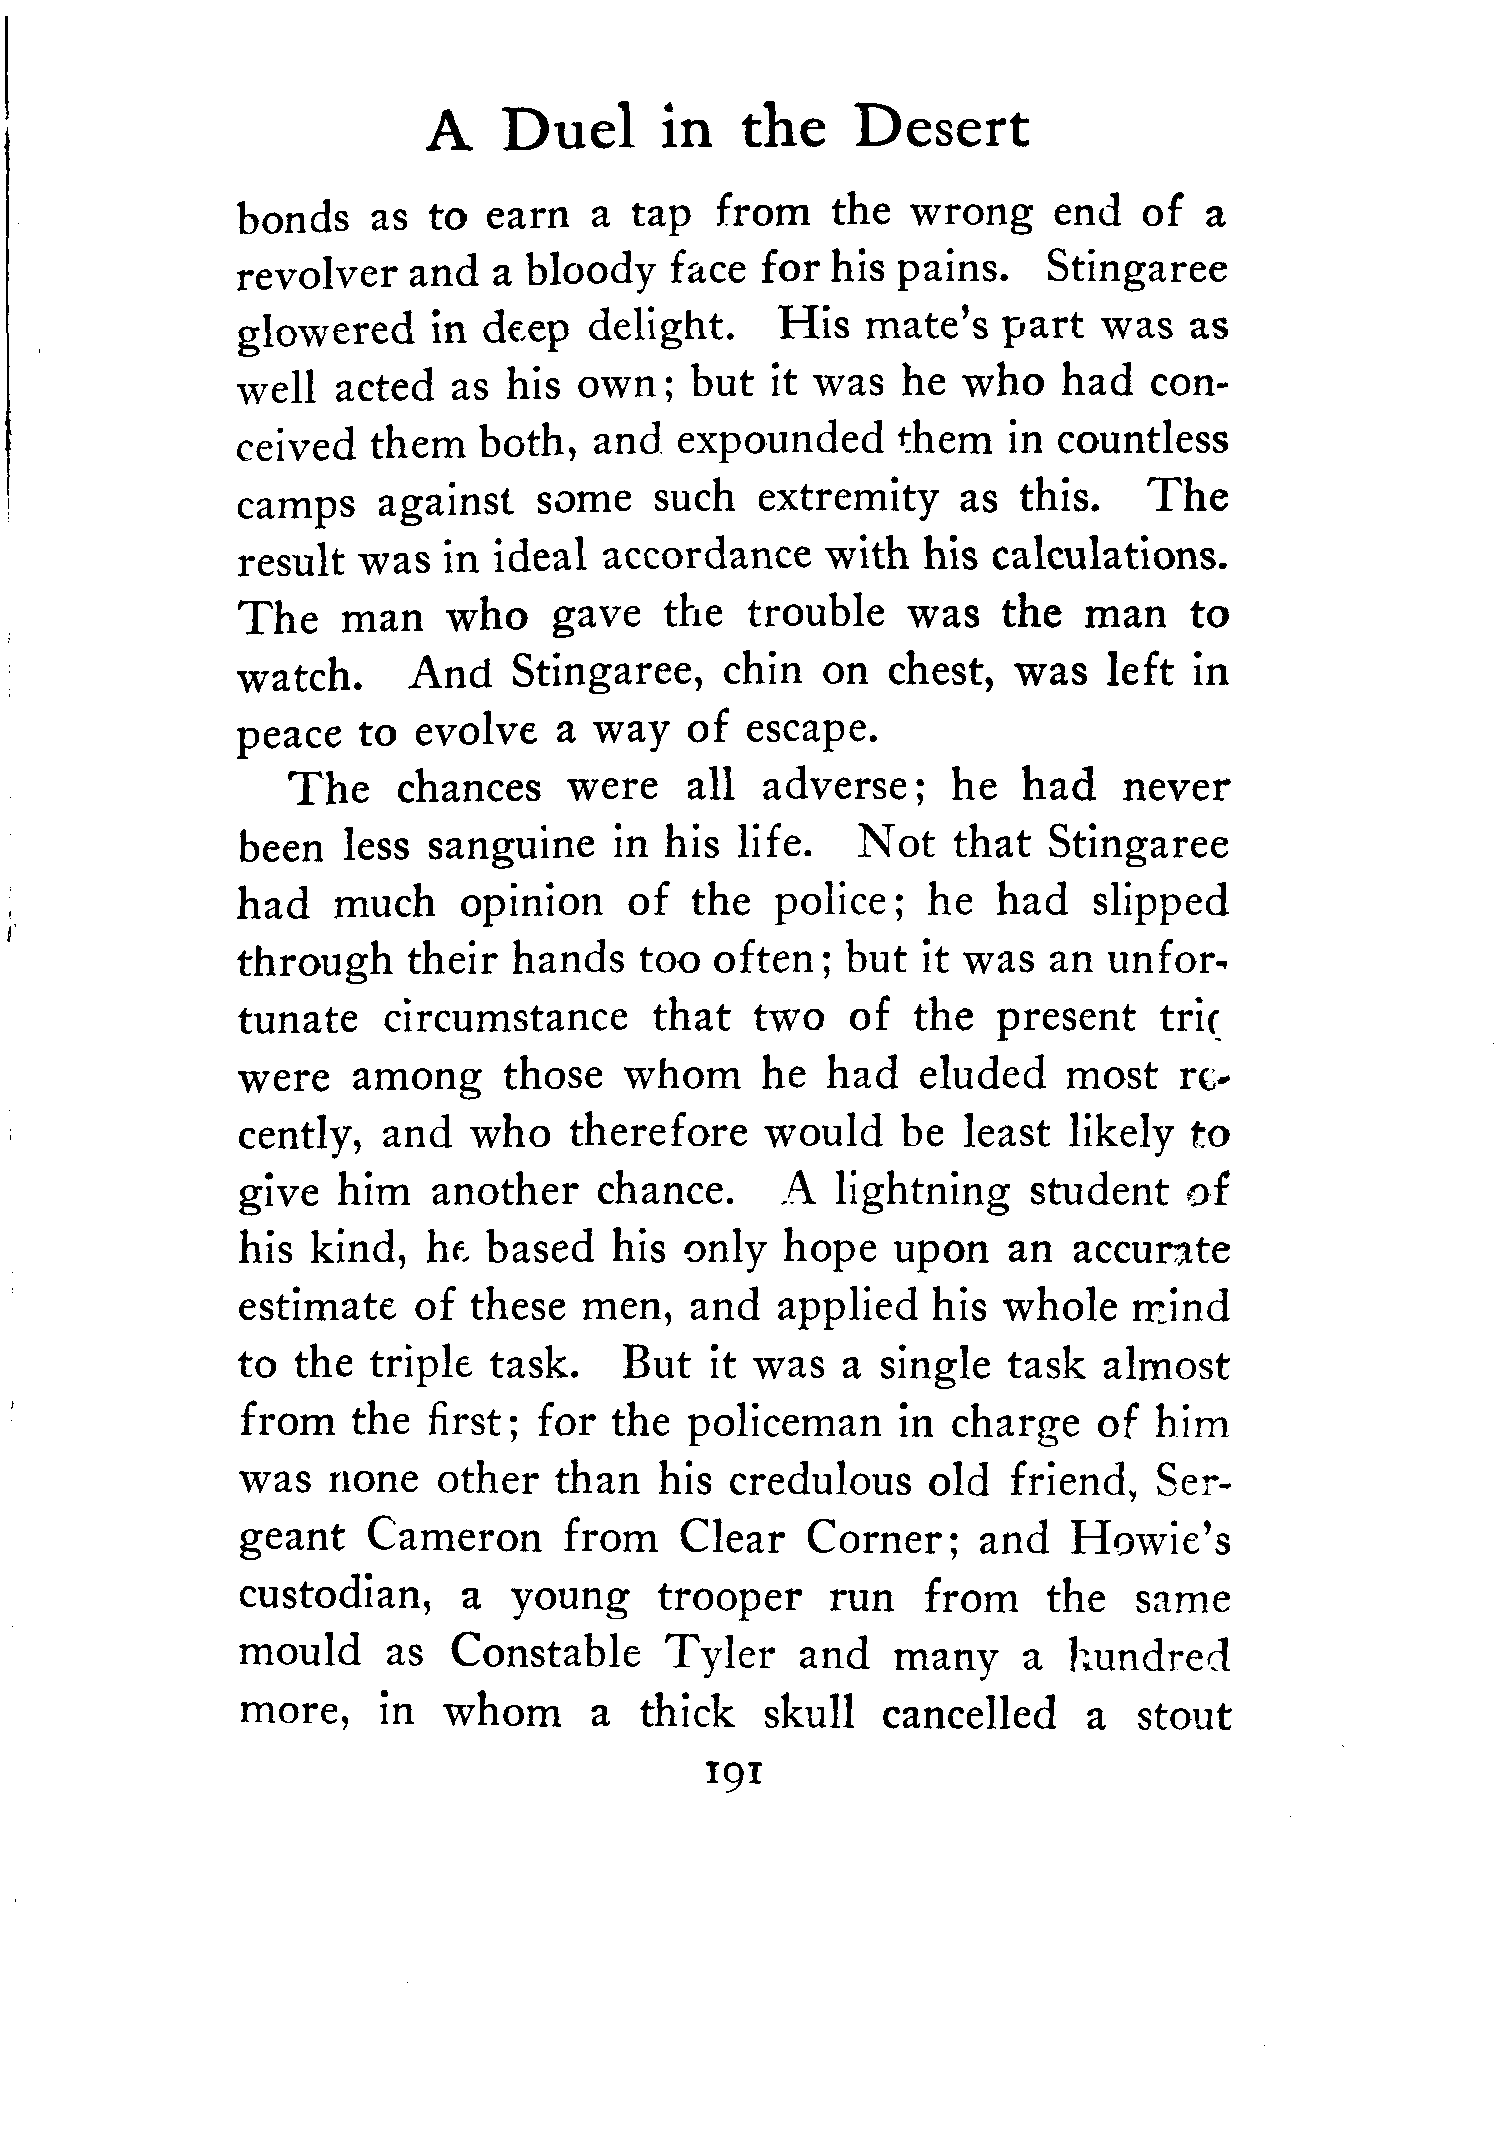 A Duel in the Desert
bonds as to earn a tap from the wrong end of a
revolver and a bloody face for his pains. Stingaree
glowered in deep delight. His mate's part was as
well acted as his own; but it was he who had con-
ceived them both, and expounded them in countless
camps against some such extremity as this. The
result was in ideal accordance with his calculations.
The man who gave the trouble was the man to
watch. And Stingaree, chin on chest, was left in
peace to evolve a way of escape.
The chances were all adverse; he had never
been less sanguine in his life. Not that Stingaree
had much opinion of the police; he had slipped
through their hands too often; but it was an unfor-
tunate circumstance that two of the present trio
were among those whom he had eluded most re-
cently, and who therefore would be least likely to
give him another chance. A lightning student of
his kind, he based his only hope upon an accurate
estimate of these men, and applied his whole mind
to the triple task. But it was a single task almost
from the first; for the policeman in charge of him
was none other than his credulous old friend, Ser-
geant Cameron from Clear Corner; and Howie's
custodian, a young trooper run from the same
mould as Constable Tyler and many a hundred
more, in whom a thick skull cancelled a stout
191